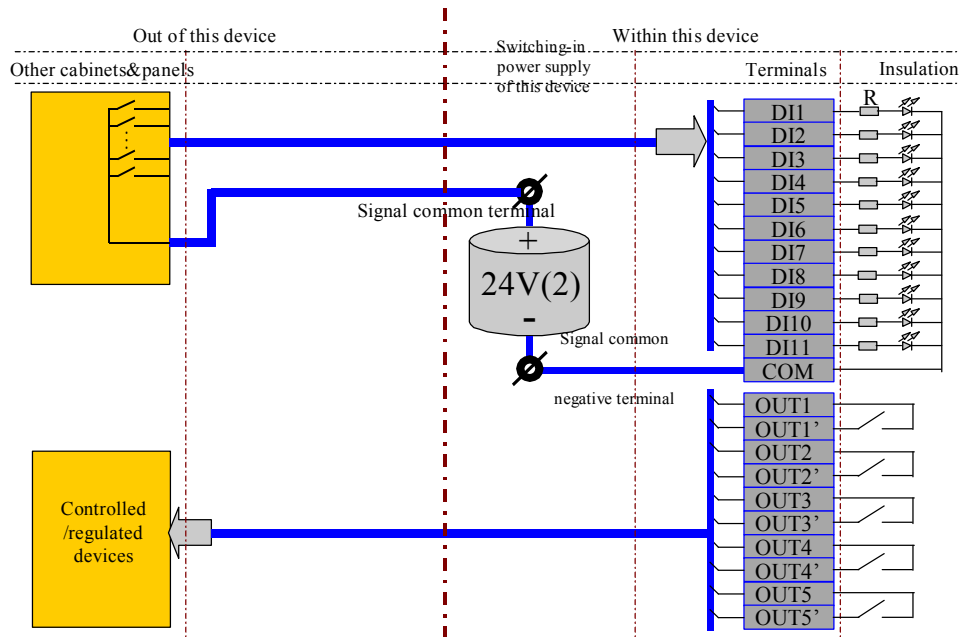 Out of this device
Within this device
Other cabinets&panels
Switching-in
power supply
of this device
Terminals
Insulation
R
Signal common terminal
+
24V(2)
-
Signal common
negative terminal
DI1
DI2
DI3
DI4
DI5
DI6
DI7
DI8
DI9
DI10
DI11
COM
OUT1
OUT1’
OUT2
OUT2’
OUT3
OUT3’
OUT4
OUT4’
OUT5
OUT5’
Controlled
/regulated
devices